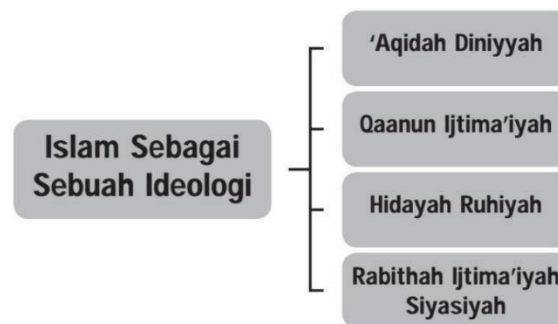 Islam Sebagai
Sebuah Ideologi
‘Aqidah Diniyyah
Qaanun Ijtima’iyah
Hidayah Ruhiyah
Rabithah Ijtima’iyah
Siyasiyah